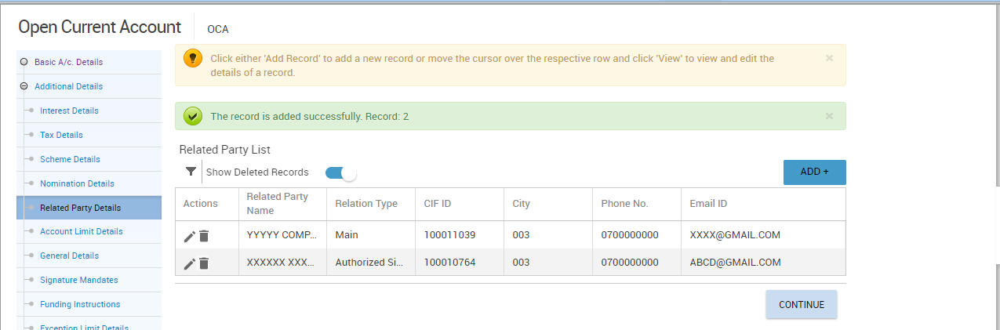 Open Current Account
OCA
Basic A/c. Details
Additional Details
Interest Details
Tax Details
Scheme Details
Nomination Details
Related Party Details
Account Limit Details
General Details
Signature Mandates
Funding Instructions
Exception Limit Details
Click either 'Add Record' to add a new record or move the cursor over the respective row and click 'View' to view and edit the
details of a record.
The record is added successfully. Record: 2
Related Party List
Show Deleted Records
ADD +
Actions Related Party Name Relation Type CIF ID City Phone No. Email ID
YYYYY COMP... Main 100011039 003 0700000000 XXXX@GMAIL.COM
XXXXXX XXX... Authorized Si... 100010764 003 0700000000 ABCD@GMAIL.COM
CONTINUE